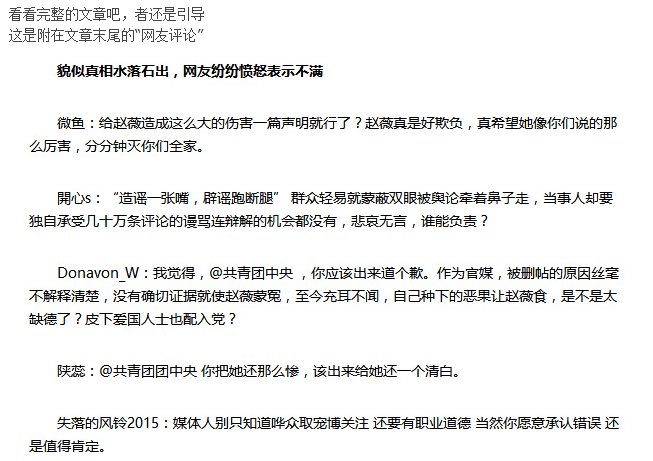 看看完整的文章吧，者还是引导
这是附在文章末尾的“网友评论”
貌似真相水落石出，网友纷纷愤怒表示不满
微鱼：给赵薇造成这么大的伤害一篇声明就行了？赵薇真是好欺负，真希望她像你们说的那
么厉害，分分钟灭你们全家。
開心s：“造谣一张嘴，辟谣跑断腿” 群众轻易就蒙蔽双眼被舆论牵着鼻子走，当事人却要
独自承受几十万条评论的谩骂连辩解的机会都没有，悲哀无言，谁能负责？
Donavon_W：我觉得，@共青团中央 ，你应该出来道个歉。作为官媒，被删帖的原因丝毫
不解释清楚，没有确切证据就使赵薇蒙冤，至今充耳不闻，自己种下的恶果让赵薇食，是不是太
缺德了？皮下爱国人士也配入党？
陕蕊：@共青团团中央 你把她还那么惨，该出来给她还一个清白。
失落的风铃2015：媒体人别只知道哗众取宠博关注 还要有职业道德 当然你愿意承认错误 还
是值得肯定。